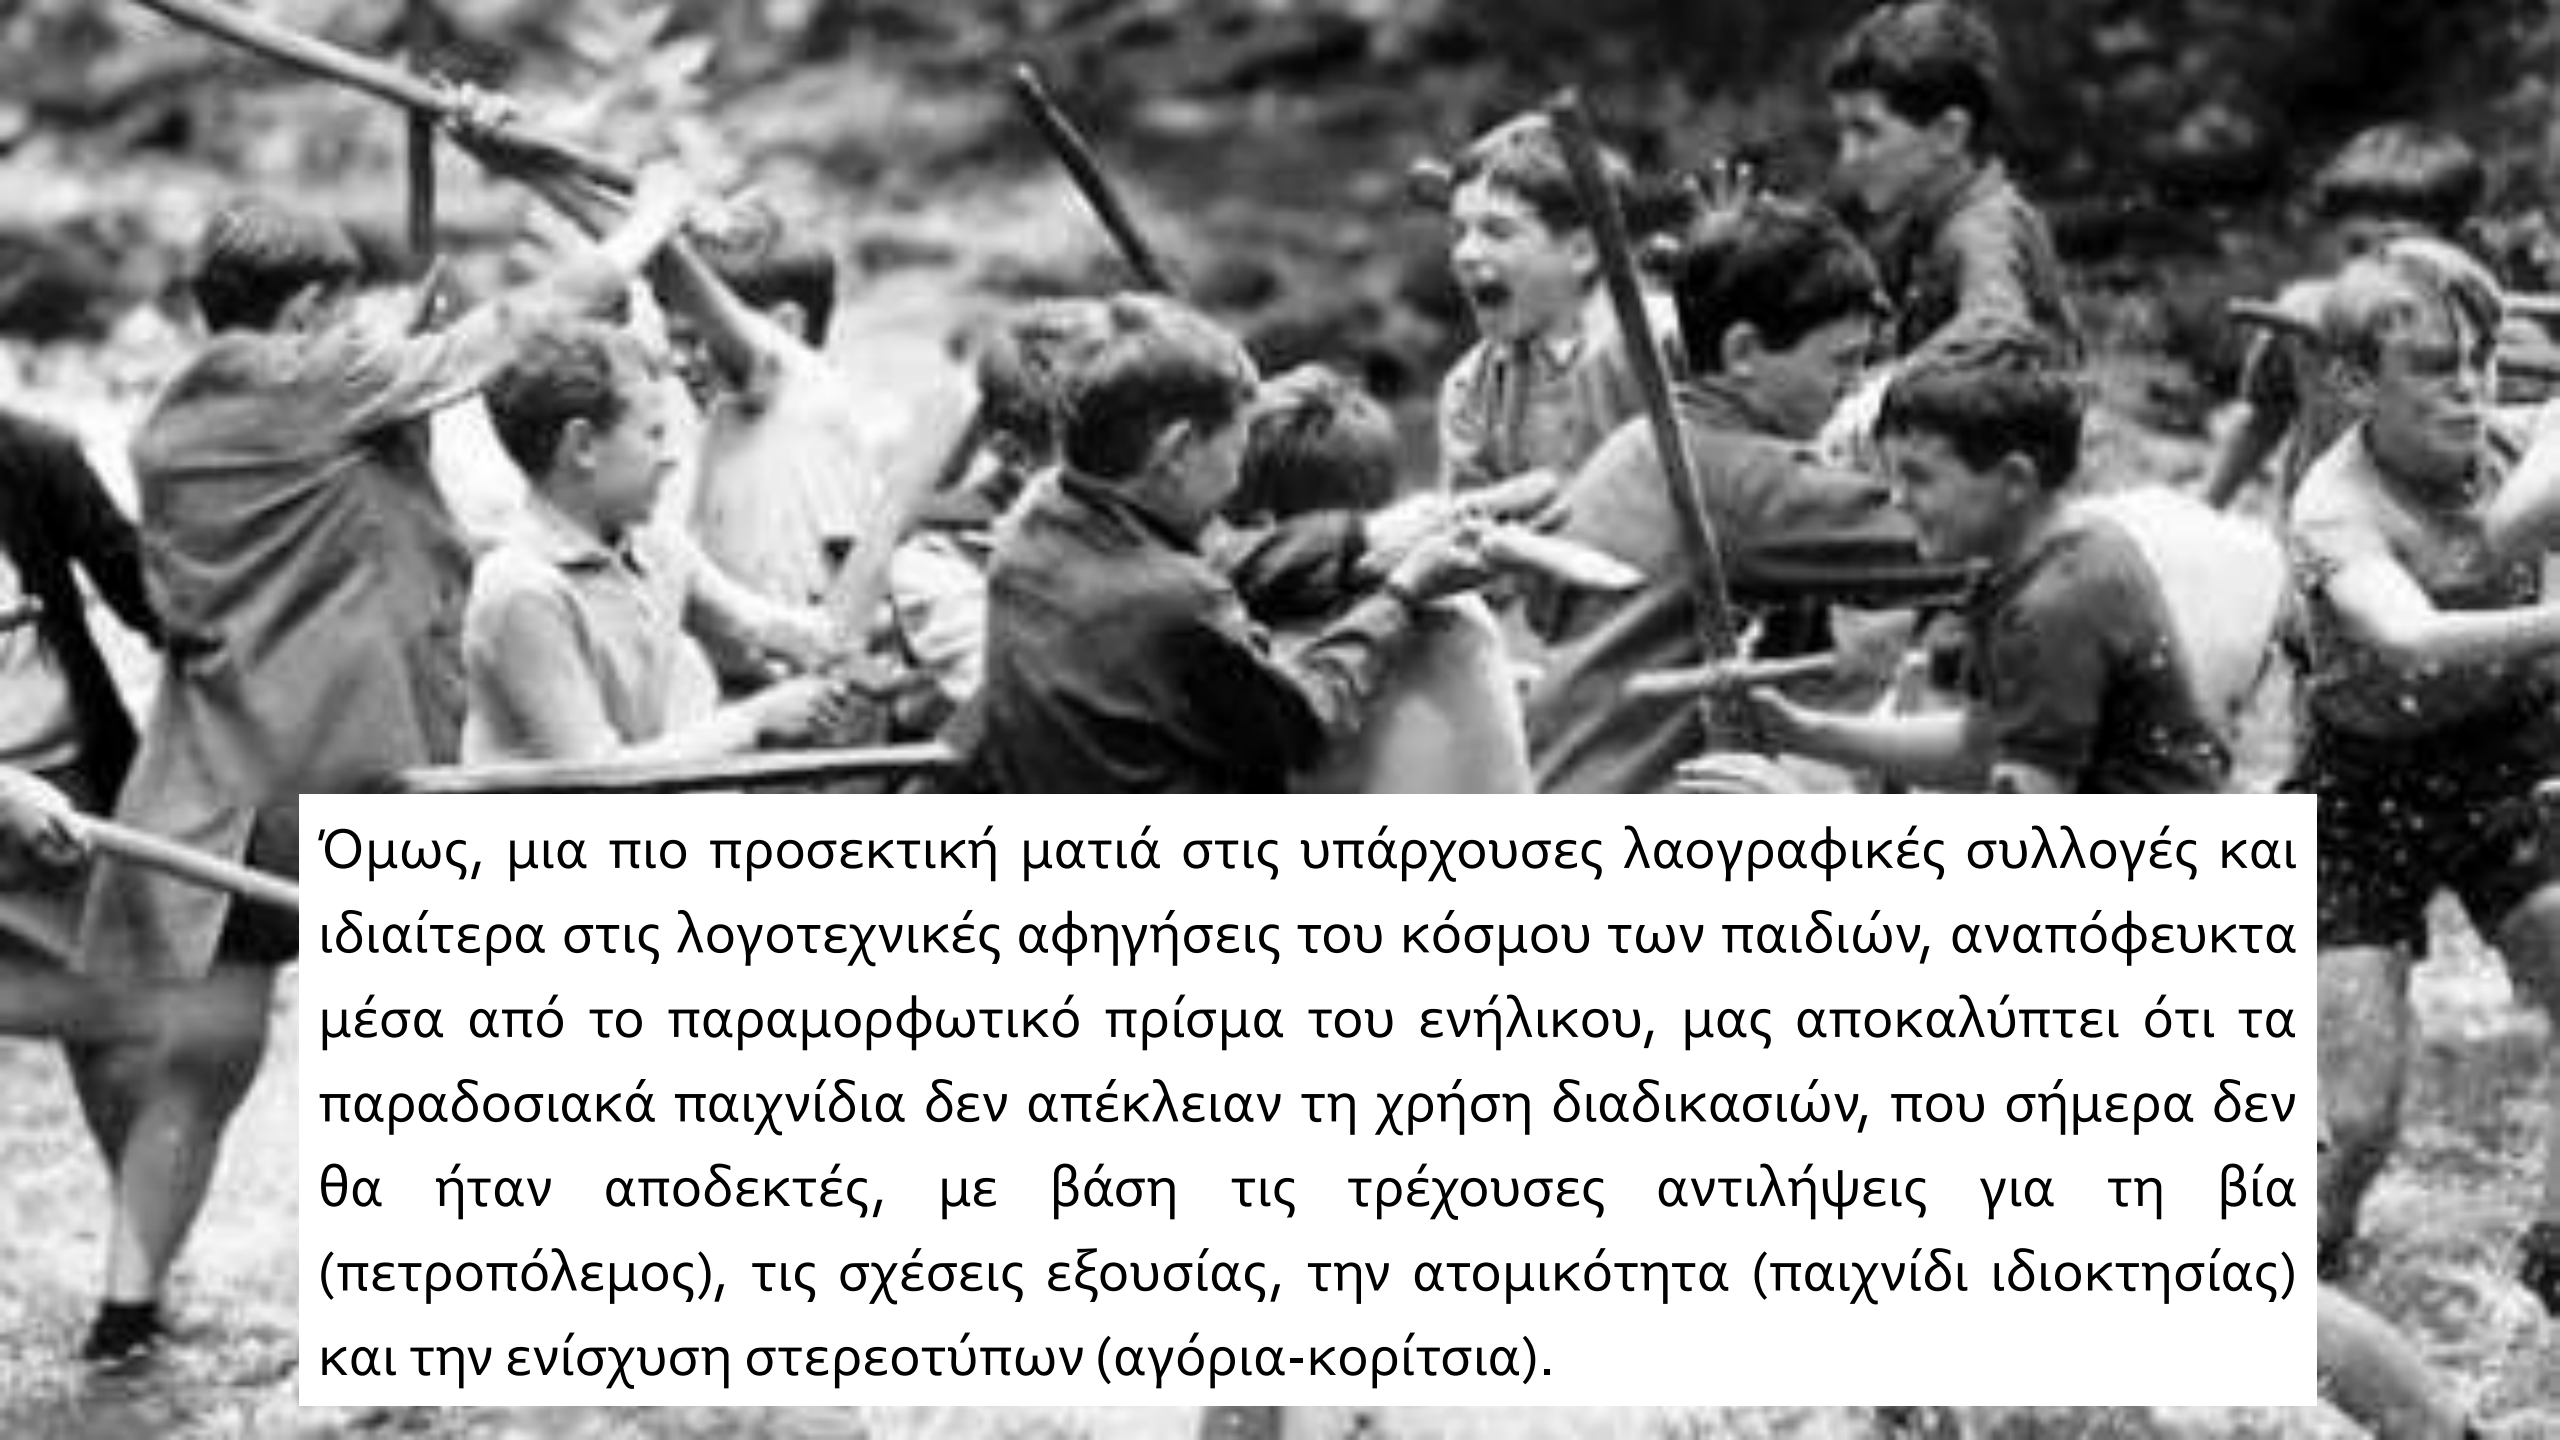 Όμως, μια πιο προσεκτική ματιά στις υπάρχουσες λαογραφικές συλλογές και
ιδιαίτερα στις λογοτεχνικές αφηγήσεις του κόσμου των παιδιών, αναπόφευκτα
μέσα από το παραμορφωτικό πρίσμα του ενήλικου, μας αποκαλύπτει ότι τα
παραδοσιακά παιχνίδια δεν απέκλειαν τη χρήση διαδικασιών, που σήμερα δεν
θα ήταν αποδεκτές, με βάση τις τρέχουσες αντιλήψεις για τη βία
(πετροπόλεμος), τις σχέσεις εξουσίας, την ατομικότητα (παιχνίδι ιδιοκτησίας)
και την ενίσχυση στερεοτύπων (αγόρια-κορίτσια).